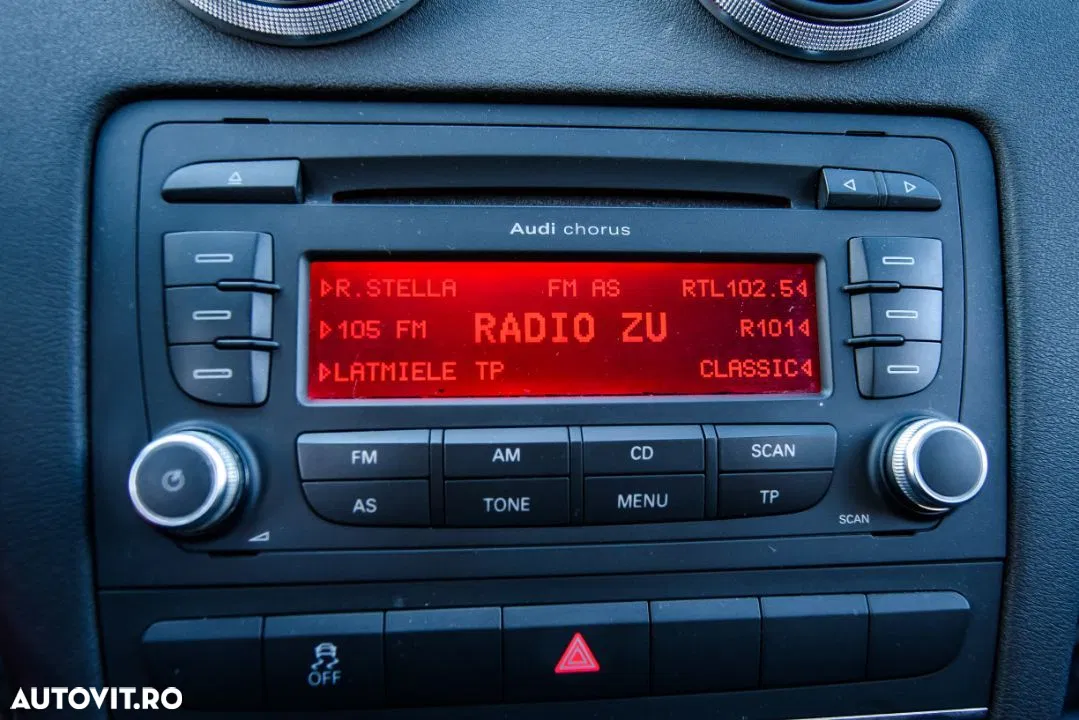 Audi chorus
R.STELLA FM AS RTL102.5
105 FM RADIO ZU R101
LATMIELE TP CLASSIC
FM AM CD SCAN
AS TONE MENU TP
SCAN
OFF
AUTOVIT.RO